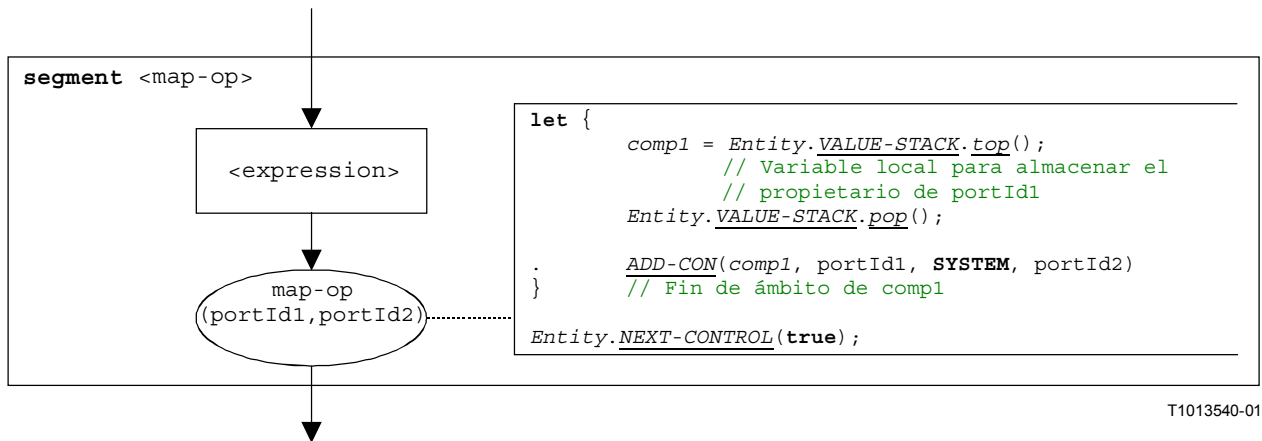 segment <map-op>
<expression>
map-op
(portId1,portId2)
let {
comp1 = Entity.VALUE-STACK.top();
// Variable local para almacenar el
// propietario de portId1
Entity.VALUE-STACK.pop();
. ADD-CON(comp1, portId1, SYSTEM, portId2)
} // Fin de ámbito de comp1
Entity.NEXT-CONTROL(true);
T1013540-01